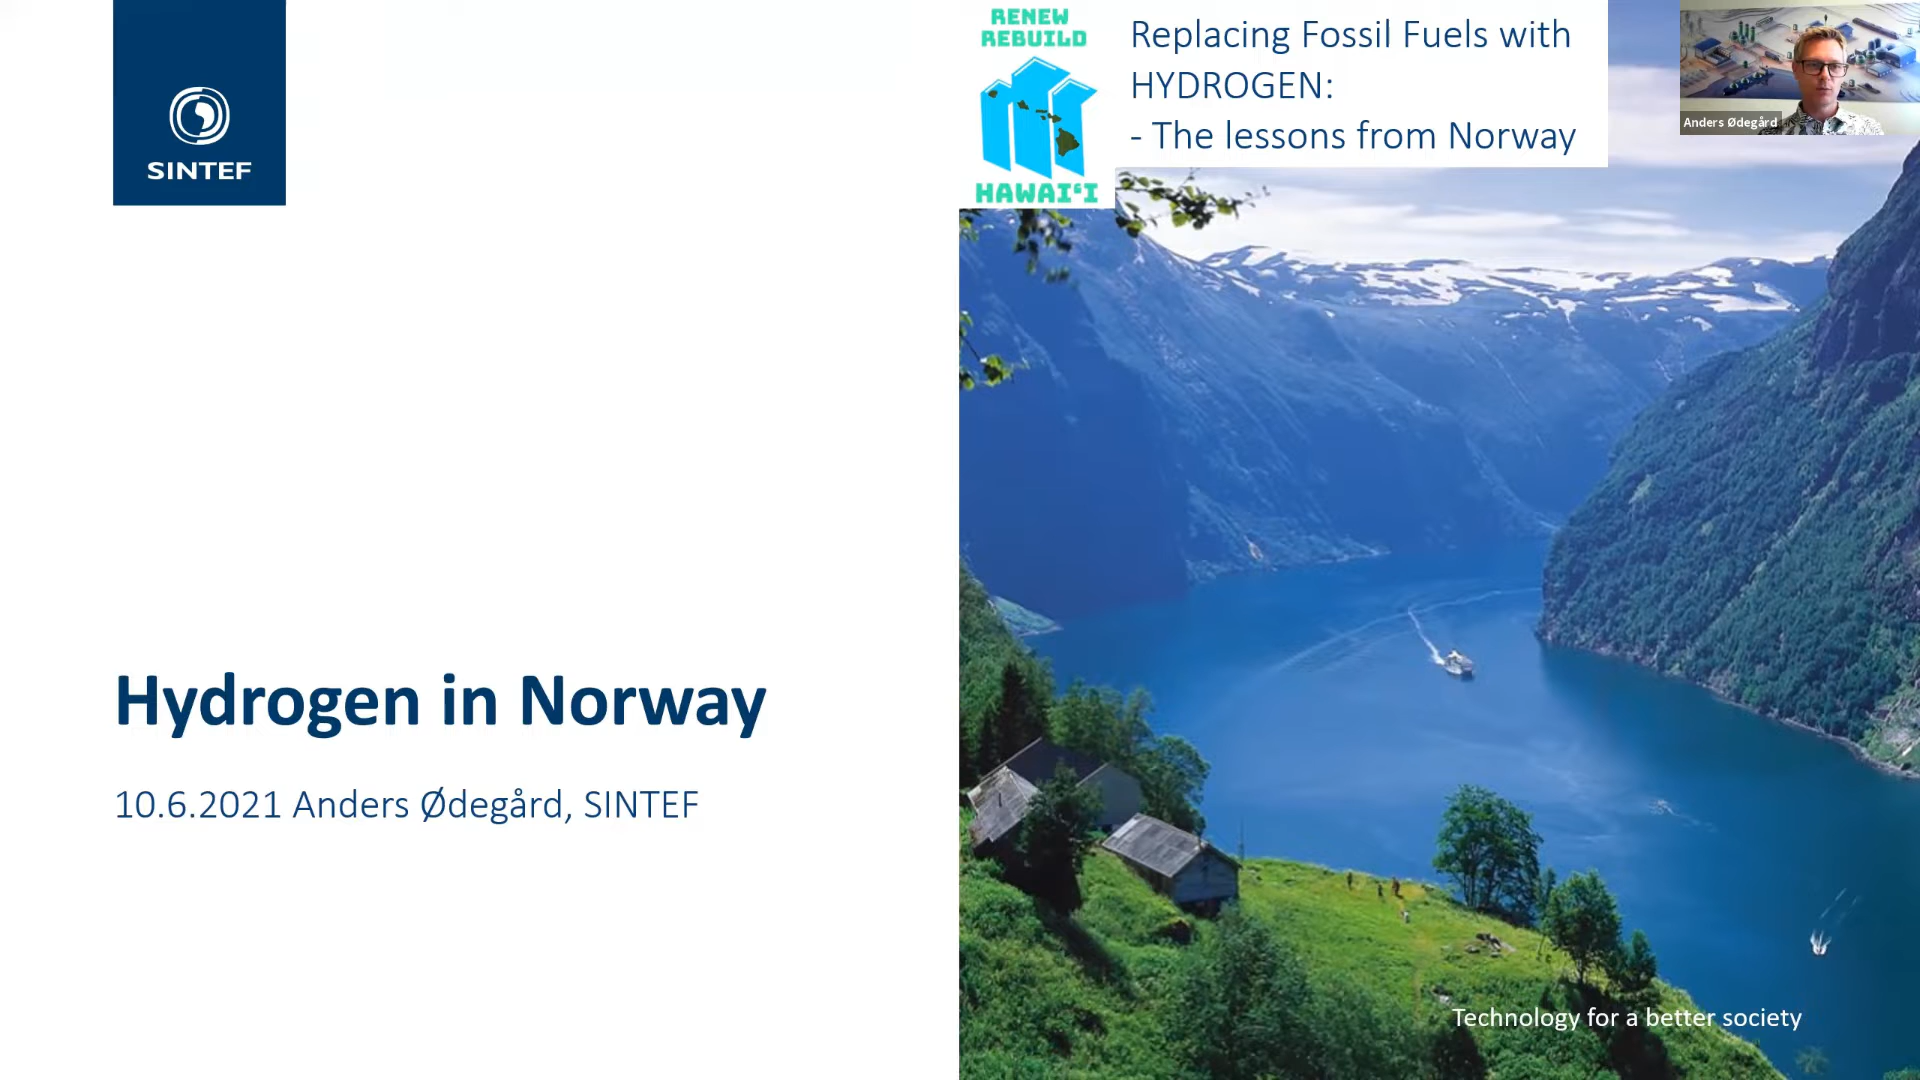 SINTEF
RENEW
REBUILD
HAWAIʻI
Replacing Fossil Fuels with
HYDROGEN:
- The lessons from Norway
Anders Ødegård
Hydrogen in Norway
10.6.2021 Anders Ødegård, SINTEF
Technology for a better society